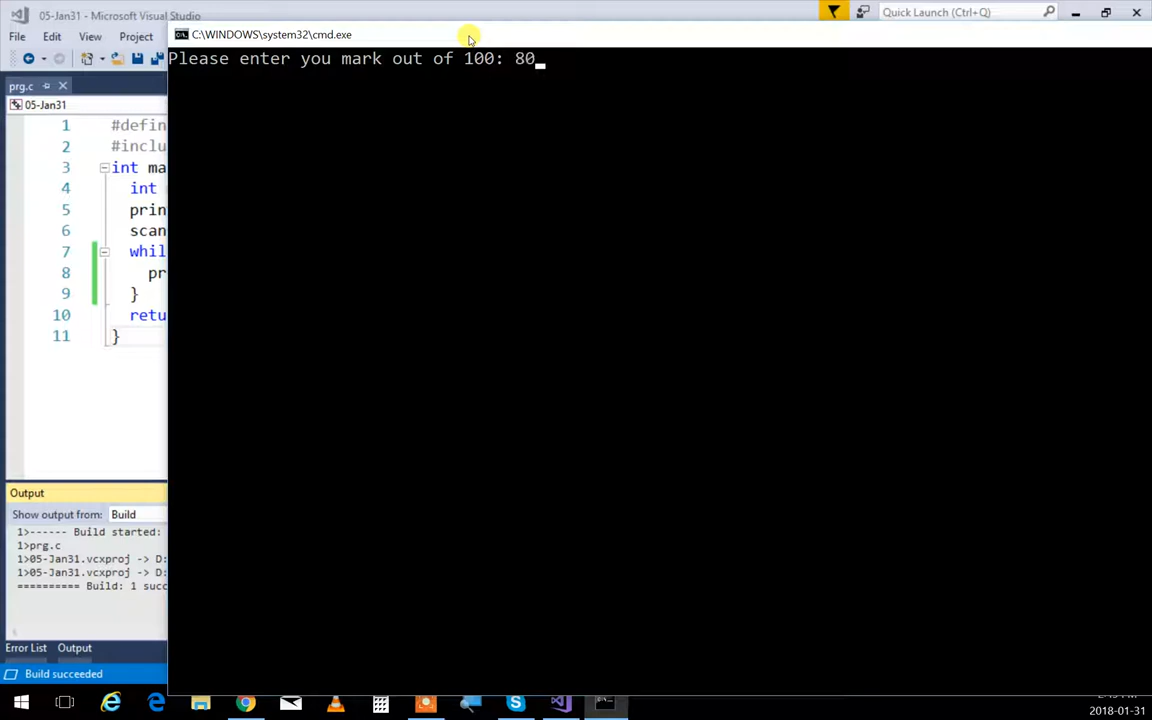 05-Jan31 - Microsoft Visual Studio
Quick Launch (Ctrl+Q)
File Edit View Project
C:\WINDOWS\system32\cmd.exe
Please enter you mark out of 100: 80
prg.c
05-Jan31
1 #defin
2 #inclu
3 int ma
4 int
5 prin
6 scan
7 whil
8 pr
9 }
10 retu
11 }
Output
Show output from: Build
1>------ Build started:
1>prg.c
1>05-Jan31.vcxproj -> D:
1>05-Jan31.vcxproj -> D:
========== Build: 1 succ
Error List Output
Build succeeded
2018-01-31